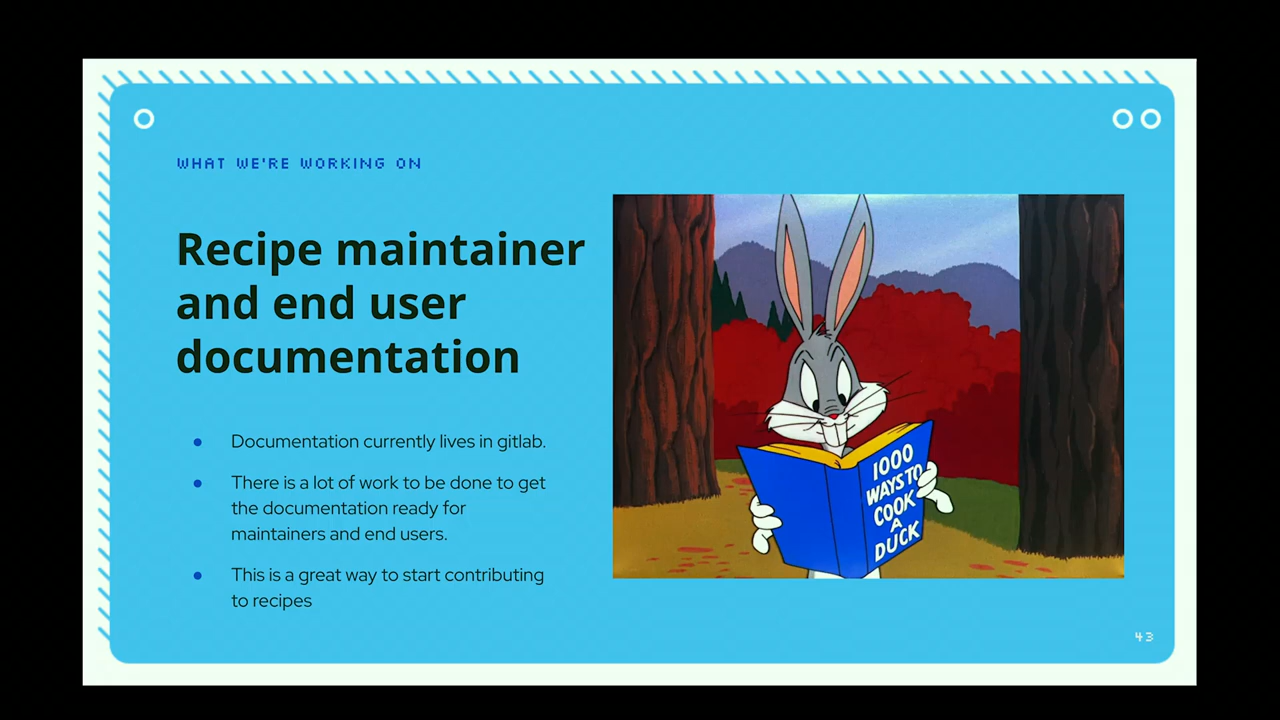 WHAT WE'RE WORKING ON
Recipe maintainer
and end user
documentation
Documentation currently lives in gitlab.
There is a lot of work to be done to get
the documentation ready for
maintainers and end users.
This is a great way to start contributing
to recipes
1000
WAYS TO
COOK
A
DUCK
43